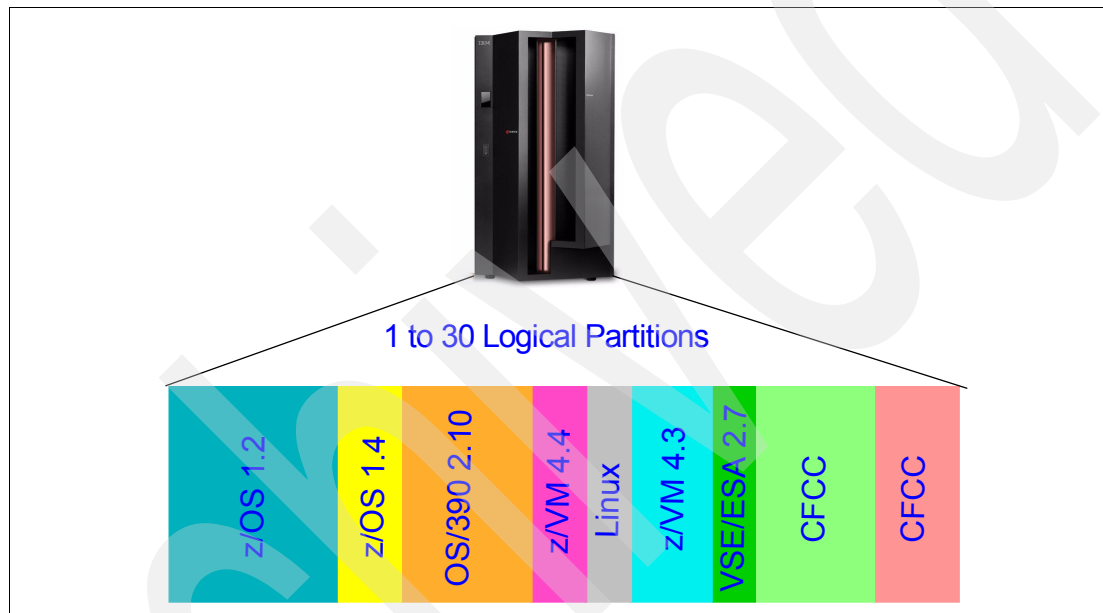 1 to 30 Logical Partitions
z/OS 1.2
z/OS 1.4
OS/390 2.10
z/VM 4.4
Linux
z/VM 4.3
VSE/ESA 2.7
CFCC
CFCC